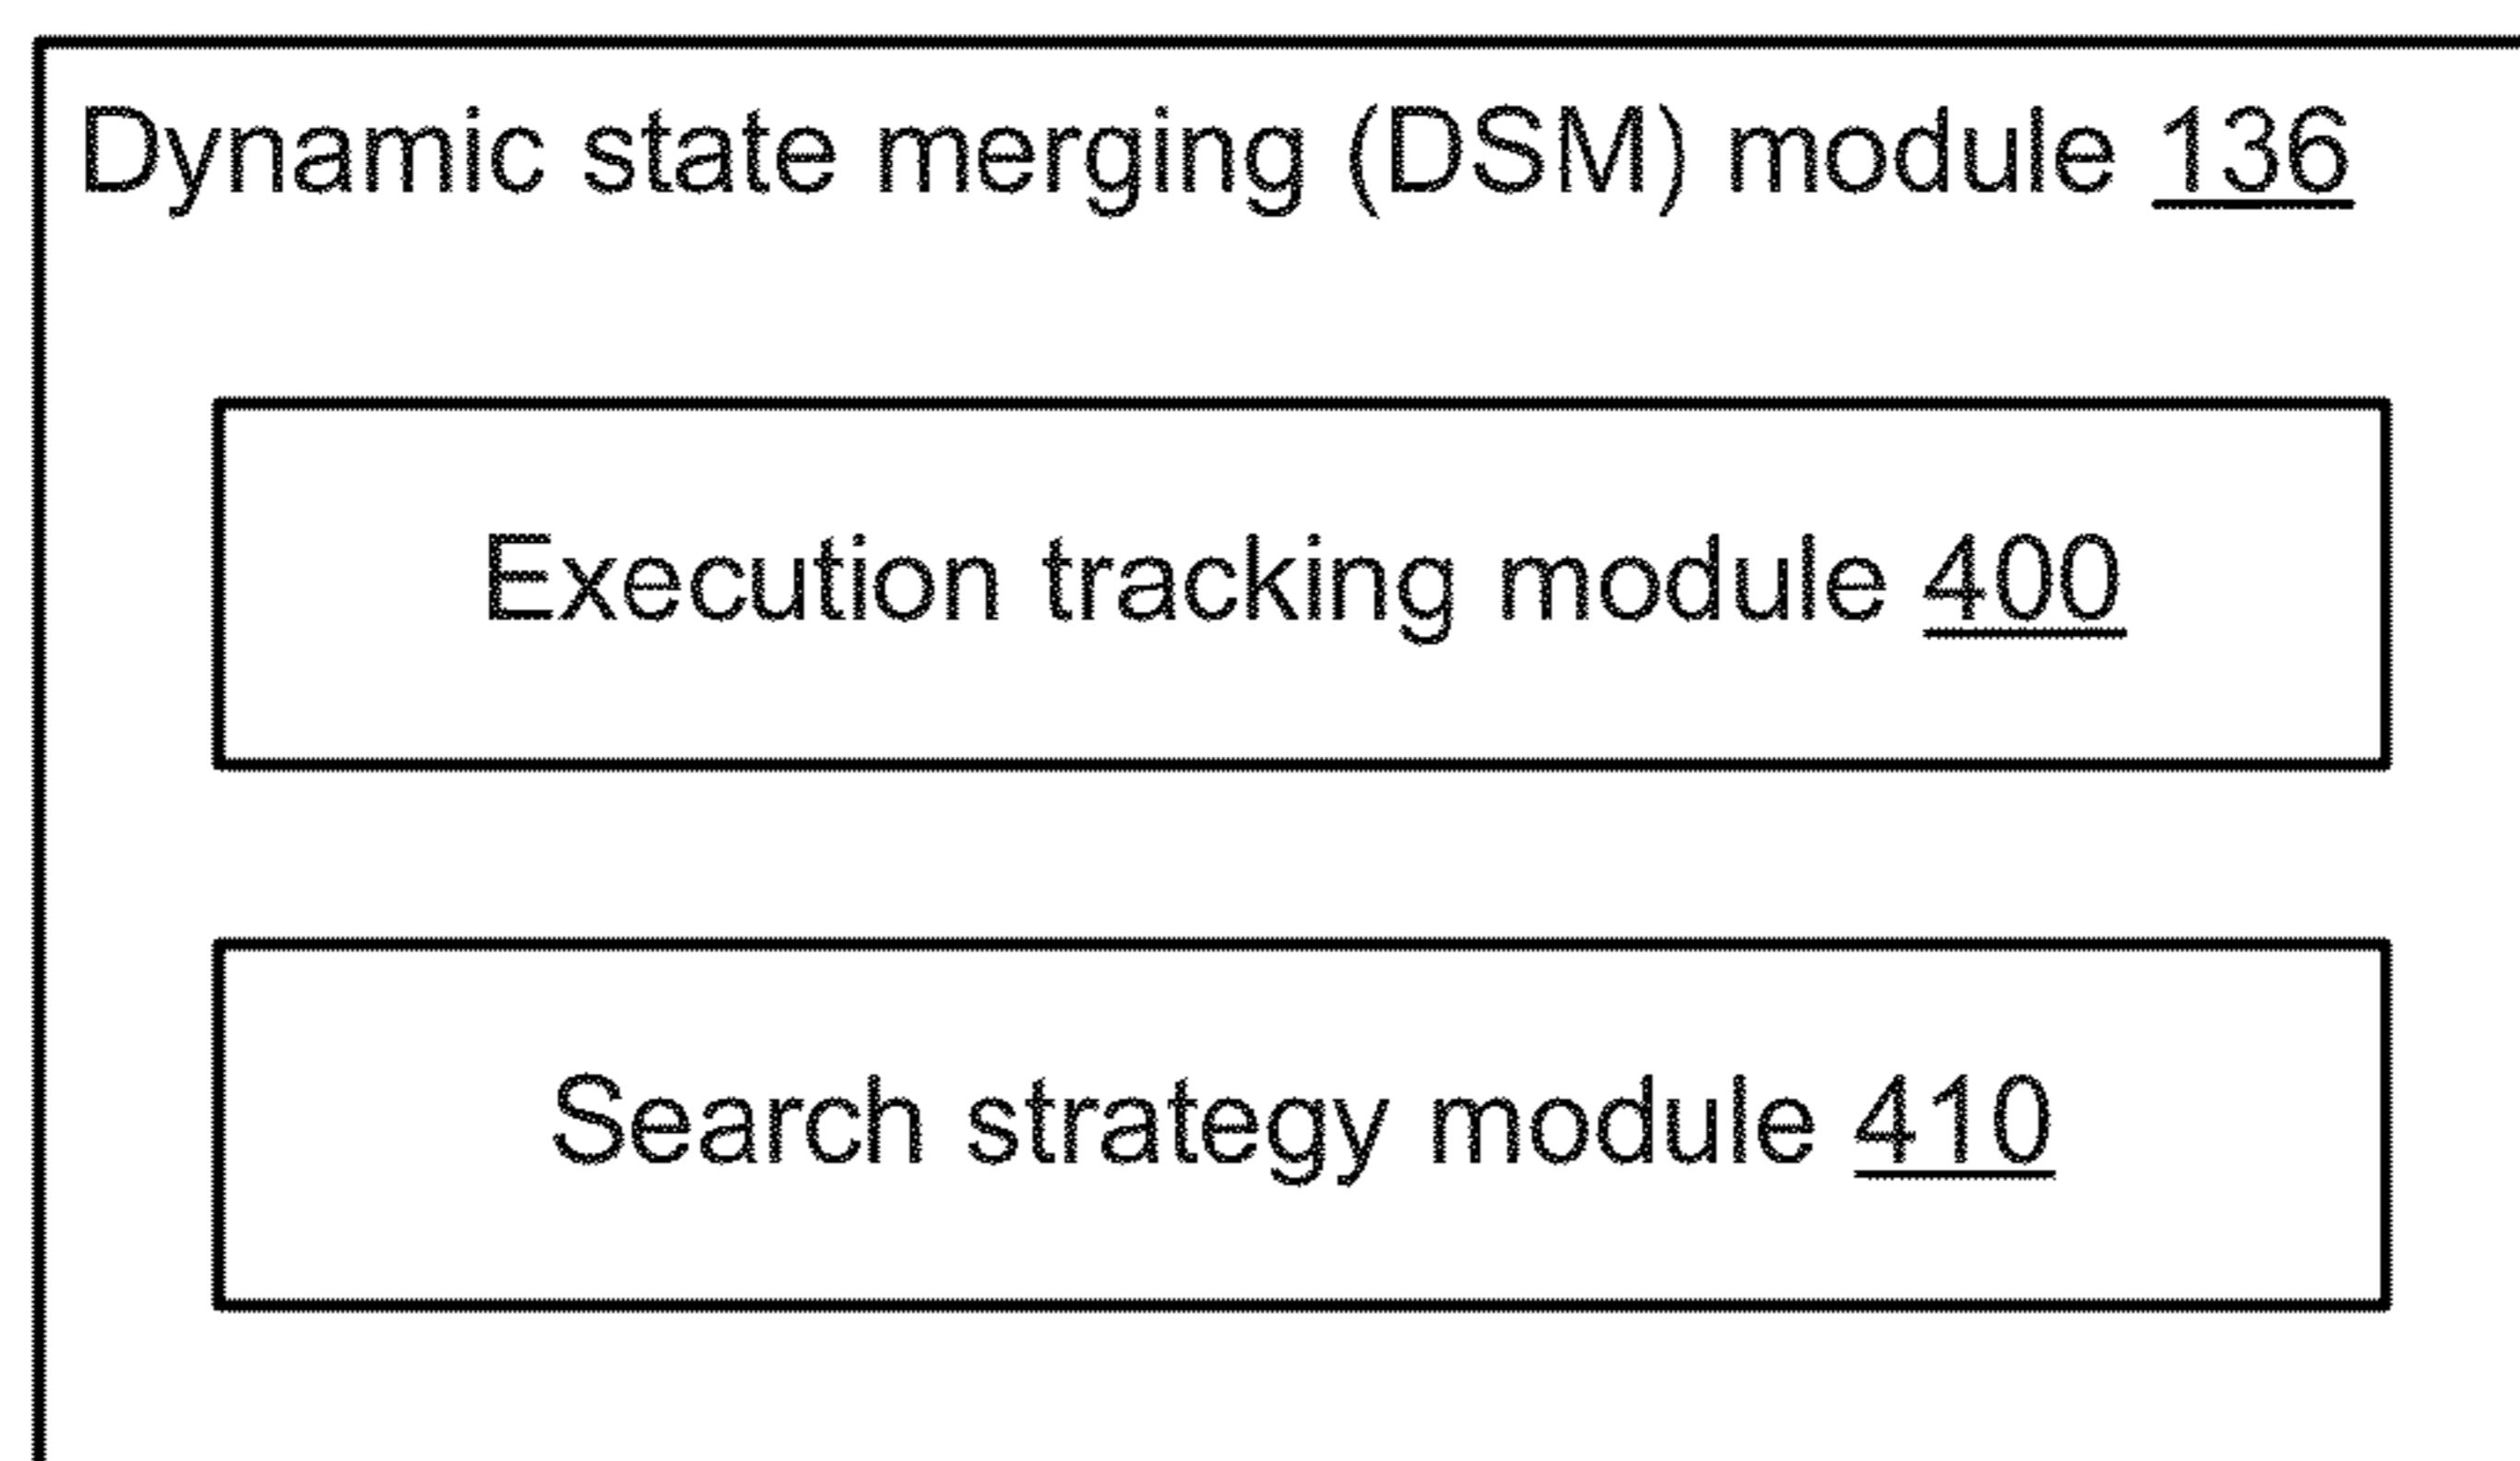 Dynamic state merging (DSM) module 136
Execution tracking module 400
Search strategy module 410